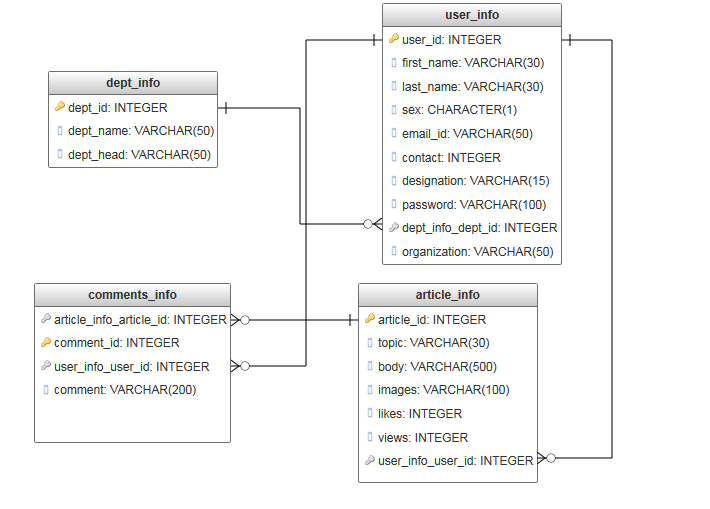 user_info
user_id: INTEGER
first_name: VARCHAR(30)
last_name: VARCHAR(30)
sex: CHARACTER(1)
email_id: VARCHAR(50)
contact: INTEGER
designation: VARCHAR(15)
password: VARCHAR(100)
dept_info_dept_id: INTEGER
organization: VARCHAR(50)
dept_info
dept_id: INTEGER
dept_name: VARCHAR(50)
dept_head: VARCHAR(50)
comments_info
article_info_article_id: INTEGER
comment_id: INTEGER
user_info_user_id: INTEGER
comment: VARCHAR(200)
article_info
article_id: INTEGER
topic: VARCHAR(30)
body: VARCHAR(500)
images: VARCHAR(100)
likes: INTEGER
views: INTEGER
user_info_user_id: INTEGER